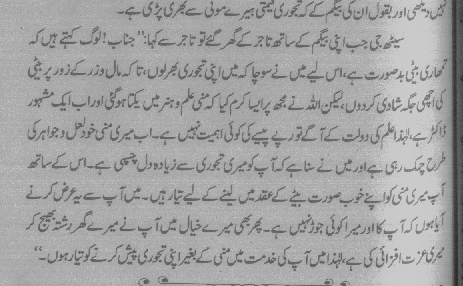 نہیں دیکھی اور بقول ان کی بیگم کے کہ تجوری قیمتی ہیرے موتی سے بھری پڑی ہے۔
سیٹھ جی جب اپنی بیگم کے ساتھ تاجر کے گھر گئے تو تاجر سے کہا: ”جناب! لوگ کہتے ہیں کہ
تمھاری بیٹی بدصورت ہے، اس لیے میں نے سوچا کہ میں اپنی تجوری بھرلوں، تاکہ مال و زر کے زور پر بیٹی
کی اچھی جگہ شادی کردوں، لیکن اللہ نے مجھ پر ایسا کرم کیا کہ منی علم و ہنر میں یکتا ہوگئی اور اب ایک مشہور
ڈاکٹر ہے، لہٰذا علم کی دولت کے آگے تو رپے پیسے کی کوئی اہمیت نہیں ہے۔ اب میری منی خود لعل و جواہر کی
طرح چمک رہی ہے اور میں نے سنا ہے کہ آپ کو میری تجوری سے زیادہ دل چسپی ہے۔ اس کے ساتھ
آپ میری منی کو اپنے خوب صورت بیٹے کے عقد میں لینے کے لیے تیار ہیں۔ میں آپ سے یہ عرض کرنے
آیا ہوں کہ آپ کا اور میرا کوئی جوڑ نہیں ہے۔ پھر بھی میرے خیال میں آپ نے میرے گھر رشتہ بھیج کر
میری عزت افزائی کی ہے، لہٰذا میں آپ کی خدمت میں منی کے بغیر اپنی تجوری پیش کرنے کو تیار ہوں۔“